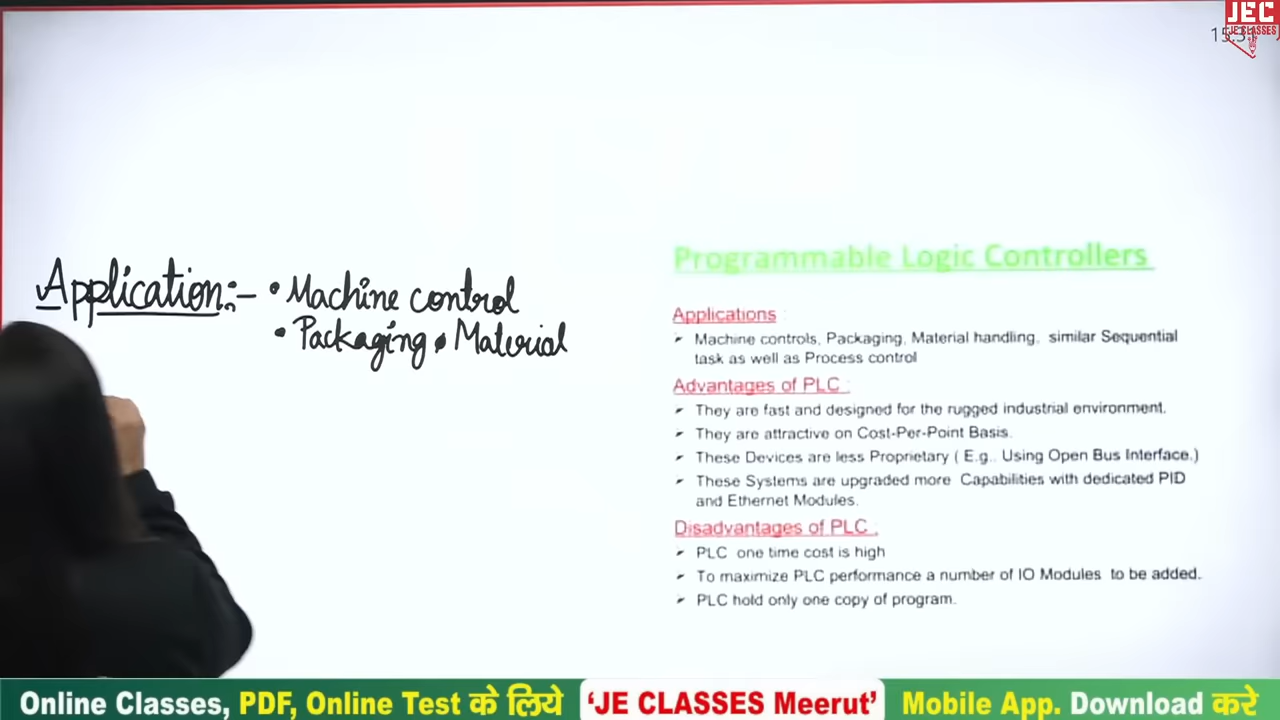 JEC
JE CLASSES
Application:-
• Machine control
• Packaging • Material
Programmable Logic Controllers
Applications :
➤ Machine controls, Packaging, Material handling, similar Sequential
task as well as Process control
Advantages of PLC :
➤ They are fast and designed for the rugged industrial environment.
➤ They are attractive on Cost-Per-Point Basis.
➤ These Devices are less Proprietary ( E.g.. Using Open Bus Interface.)
➤ These Systems are upgraded more Capabilities with dedicated PID
and Ethernet Modules.
Disadvantages of PLC :
➤ PLC one time cost is high
➤ To maximize PLC performance a number of IO Modules to be added.
➤ PLC hold only one copy of program.
Online Classes, PDF, Online Test के लिये 'JE CLASSES Meerut' Mobile App. Download करे